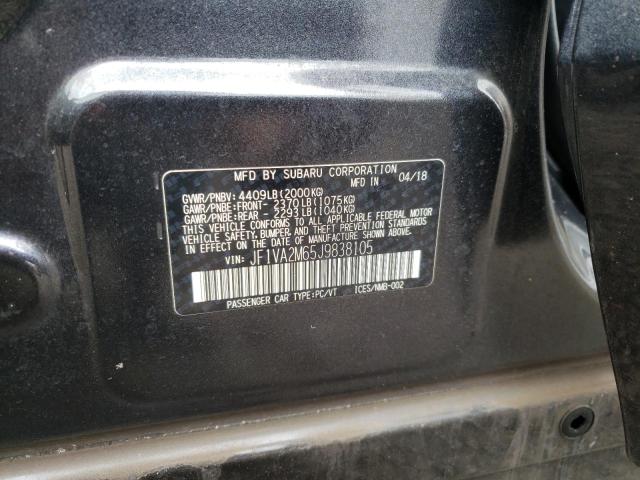 MFD BY SUBARU CORPORATION
MFD IN 04/18
GVWR/PNBV: 4409LB(2000KG)
GAWR/PNBE:FRONT- 2370LB(1075KG)
GAWR/PNBE:REAR - 2293LB(1040KG)
THIS VEHICLE CONFORMS TO ALL APPLICABLE FEDERAL MOTOR
VEHICLE SAFETY, BUMPER, AND THEFT PREVENTION STANDARDS
IN EFFECT ON THE DATE OF MANUFACTURE SHOWN ABOVE.
VIN: JF1VA2M65J9838105
PASSENGER CAR TYPE:PC/VT ICES/NMB-002